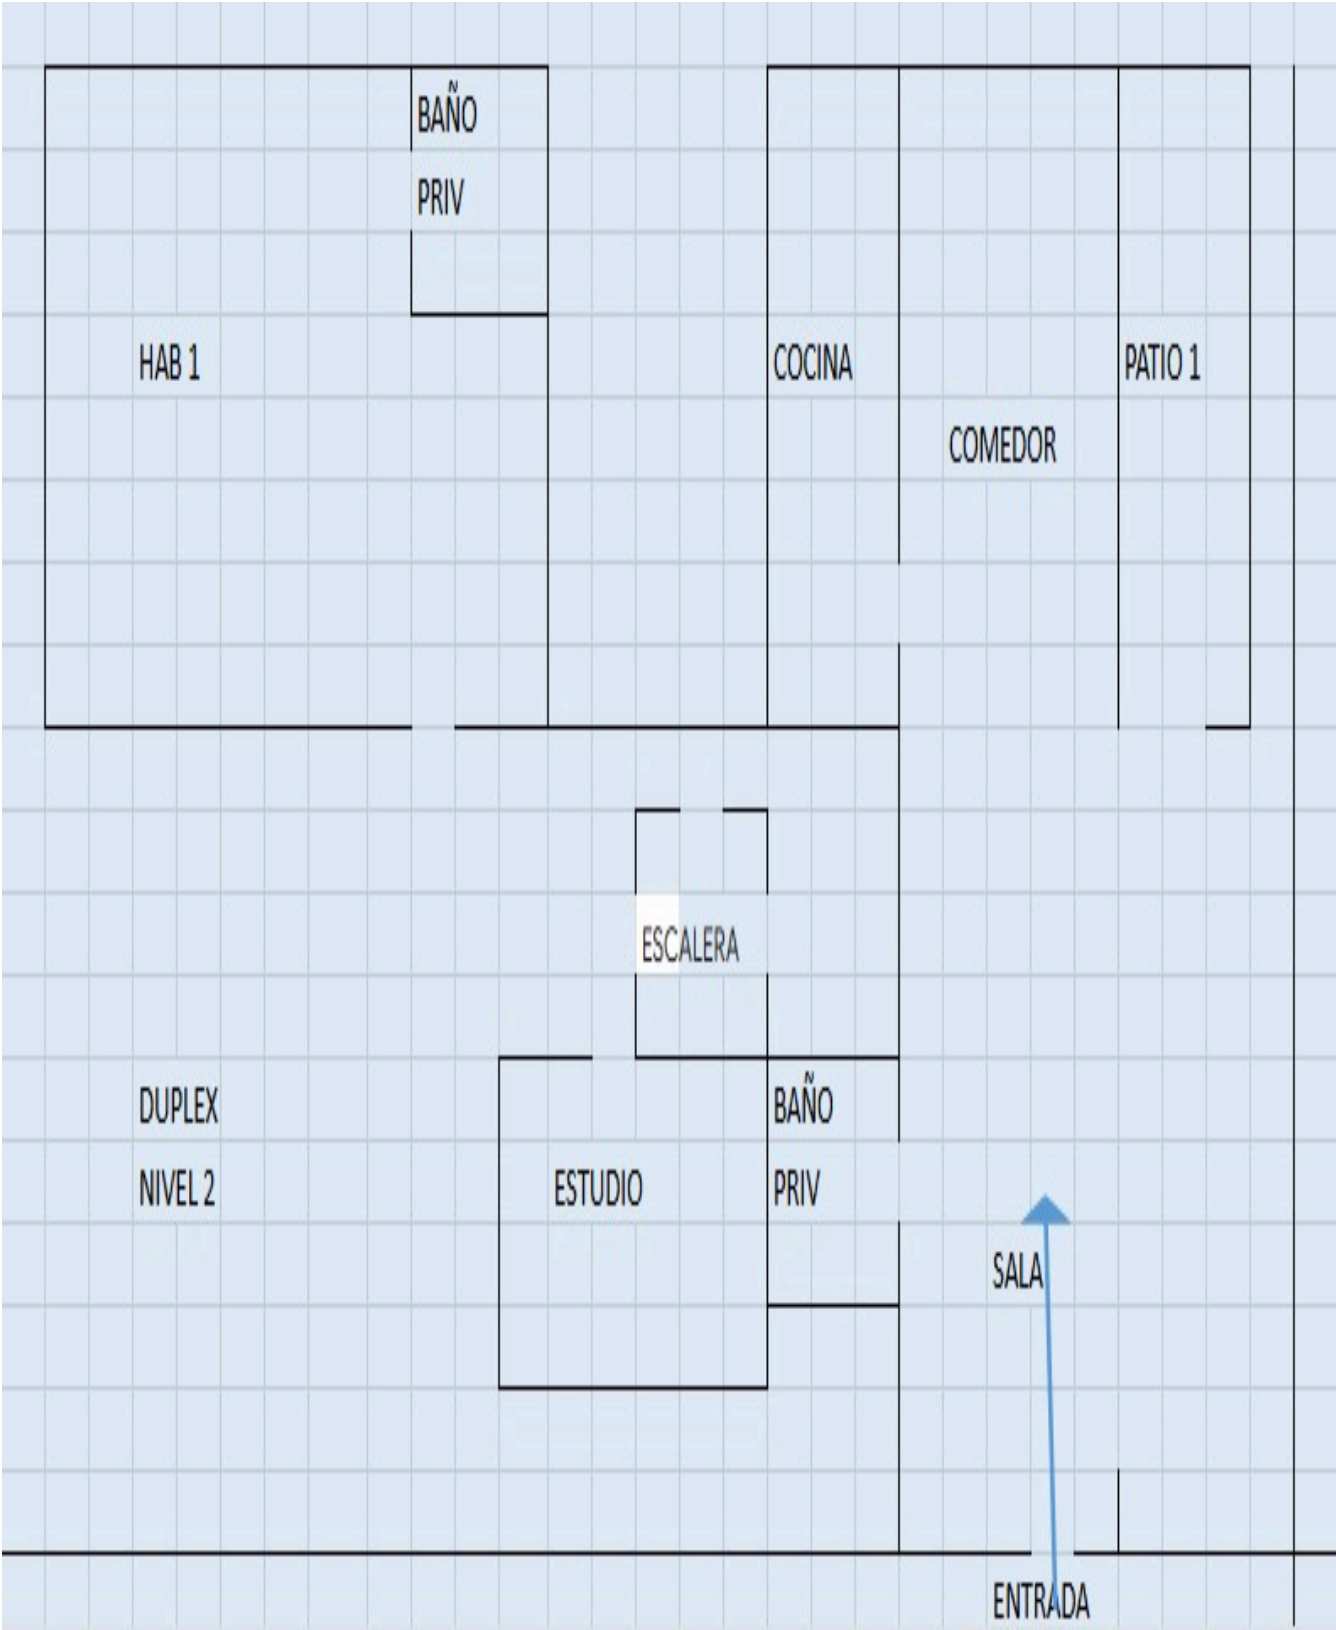 BAÑO
PRIV
HAB 1
COCINA
PATIO 1
COMEDOR
ESCALERA
DUPLEX
BAÑO
NIVEL 2
ESTUDIO
PRIV
SALA
ENTRADA